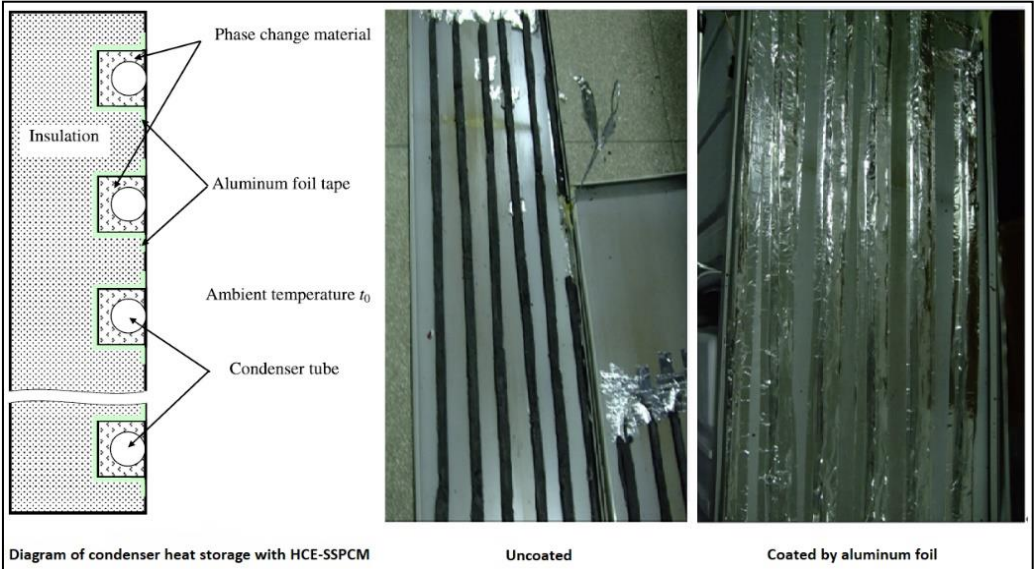 Phase change material
Insulation
Aluminum foil tape
Ambient temperature t₀
Condenser tube
Diagram of condenser heat storage with HCE-SSPCM
Uncoated
Coated by aluminum foil